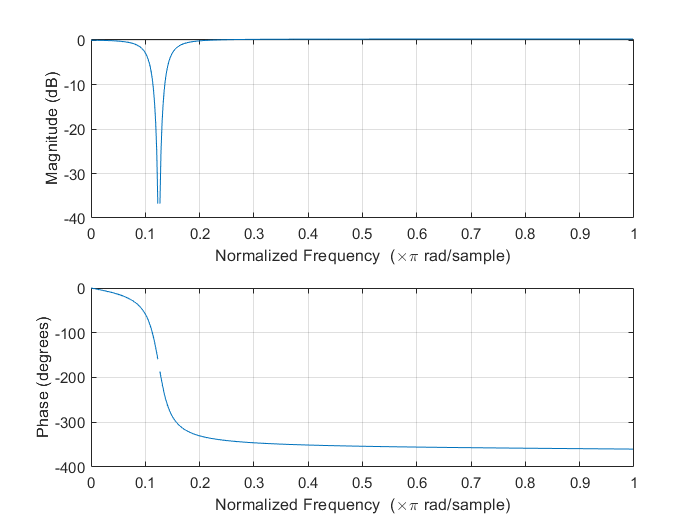 0
-10
-20
-30
-40
Magnitude (dB)
0 0.1 0.2 0.3 0.4 0.5 0.6 0.7 0.8 0.9 1
Normalized Frequency (×π rad/sample)
0
-100
-200
-300
-400
Phase (degrees)
0 0.1 0.2 0.3 0.4 0.5 0.6 0.7 0.8 0.9 1
Normalized Frequency (×π rad/sample)